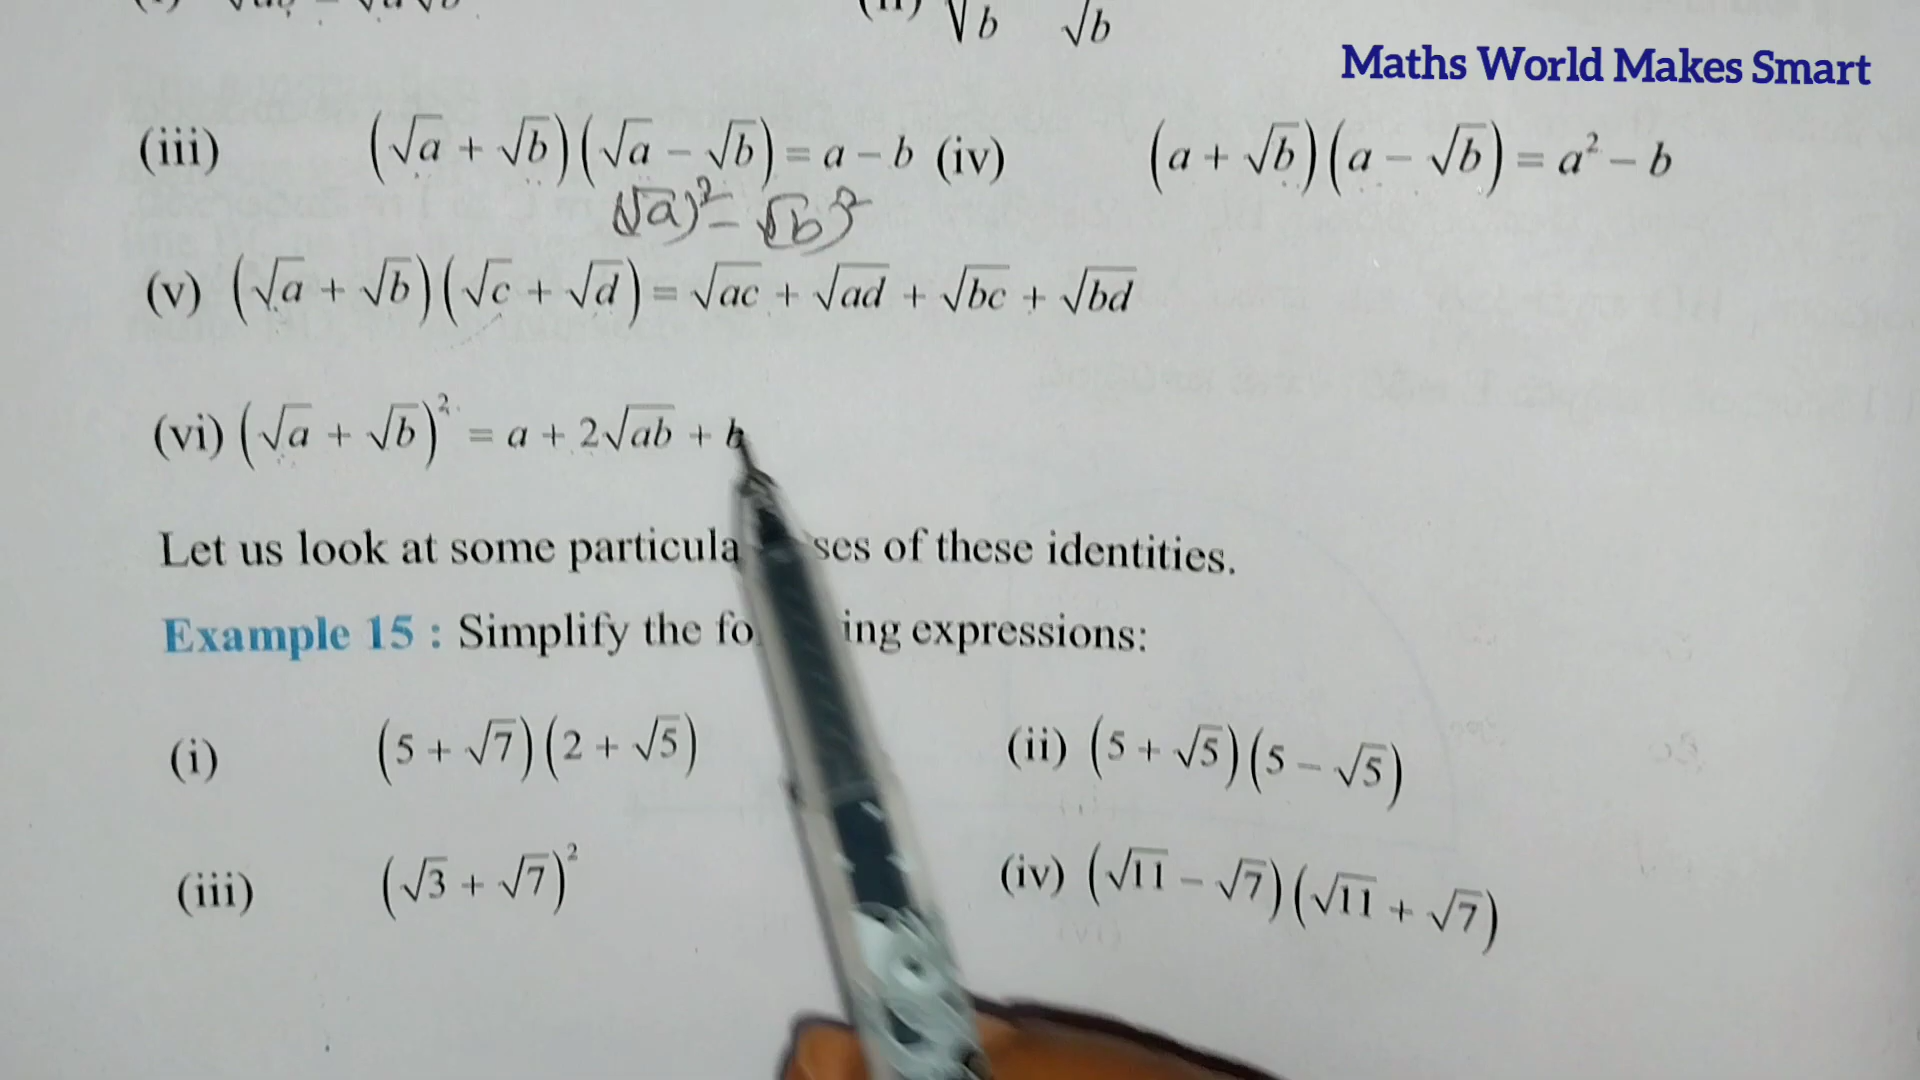 √b √b
Maths World Makes Smart
(iii) (√a + √b)(√a − √b) = a − b (iv) (a + √b)(a − √b) = a² − b
(√a)² − √b)²
(v) (√a + √b)(√c + √d) = √ac + √ad + √bc + √bd
(vi) (√a + √b)² = a + 2√ab + b
Let us look at some particula ses of these identities.
Example 15 : Simplify the fo ing expressions:
(i) (5 + √7)(2 + √5) (ii) (5 + √5)(5 − √5)
(iii) (√3 + √7)² (iv) (√11 − √7)(√11 + √7)